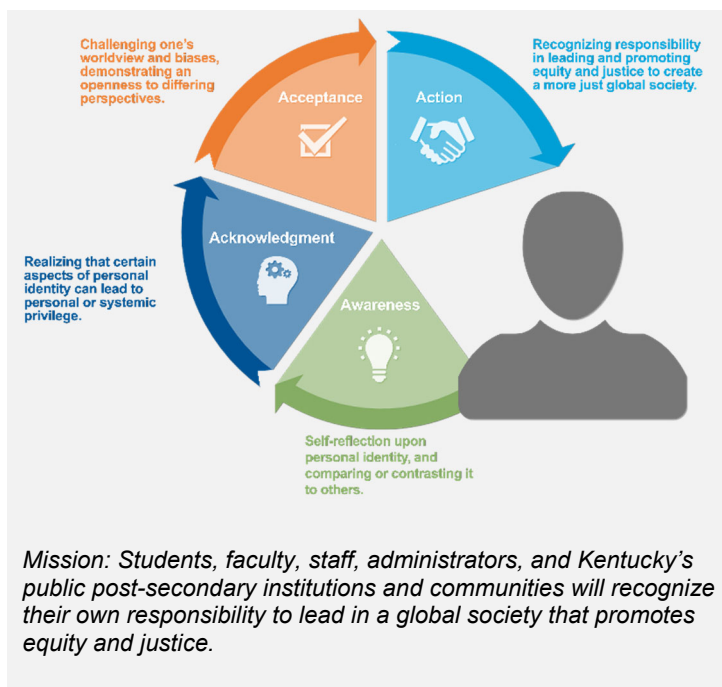 Challenging one's
worldview and biases,
demonstrating an
openness to differing
perspectives.
Acceptance
Action
Recognizing responsibility
in leading and promoting
equity and justice to create
a more just global society.
Acknowledgment
Realizing that certain
aspects of personal
identity can lead to
personal or systemic
privilege.
Awareness
Self-reflection upon
personal identity, and
comparing or contrasting it
to others.
Mission: Students, faculty, staff, administrators, and Kentucky's
public post-secondary institutions and communities will recognize
their own responsibility to lead in a global society that promotes
equity and justice.